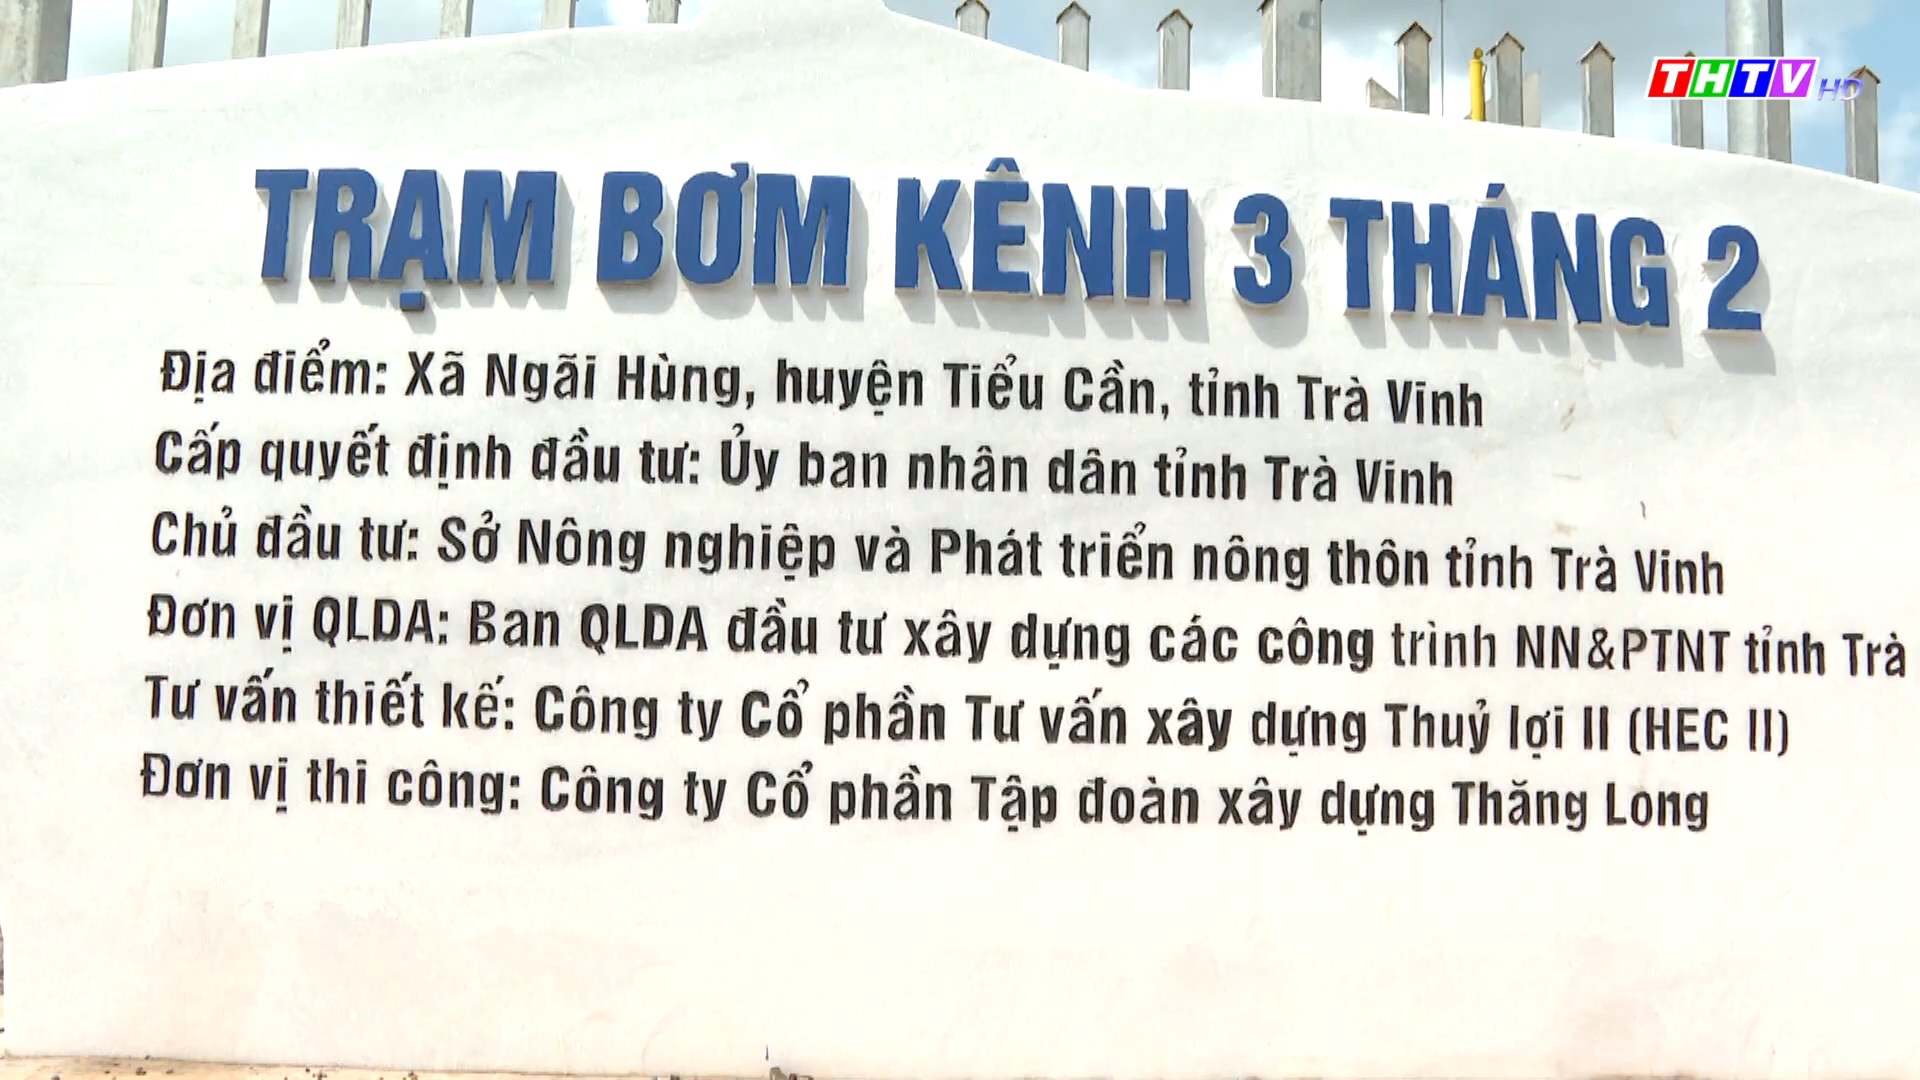 THTV HD
TRẠM BƠM KÊNH 3 THÁNG 2
Địa điểm: Xã Ngãi Hùng, huyện Tiểu Cần, tỉnh Trà Vinh
Cấp quyết định đầu tư: Ủy ban nhân dân tỉnh Trà Vinh
Chủ đầu tư: Sở Nông nghiệp và Phát triển nông thôn tỉnh Trà Vinh
Đơn vị QLDA: Ban QLDA đầu tư xây dựng các công trình NN&PTNT tỉnh Trà
Tư vấn thiết kế: Công ty Cổ phần Tư vấn xây dựng Thuỷ lợi II (HEC II)
Đơn vị thi công: Công ty Cổ phần Tập đoàn xây dựng Thăng Long